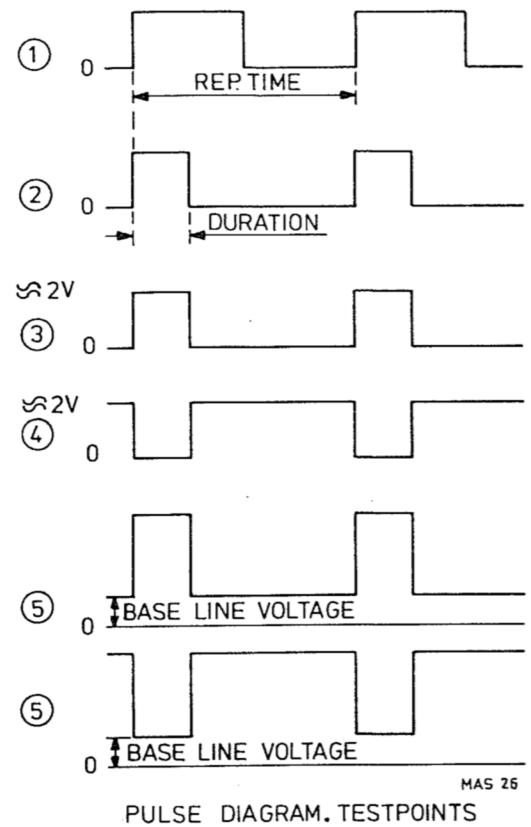 ①
0
REP. TIME
②
0
DURATION
≈ 2V
③
0
≈ 2V
④
0
⑤
BASE LINE VOLTAGE
0
⑤
BASE LINE VOLTAGE
0
MAS 26
PULSE DIAGRAM. TESTPOINTS